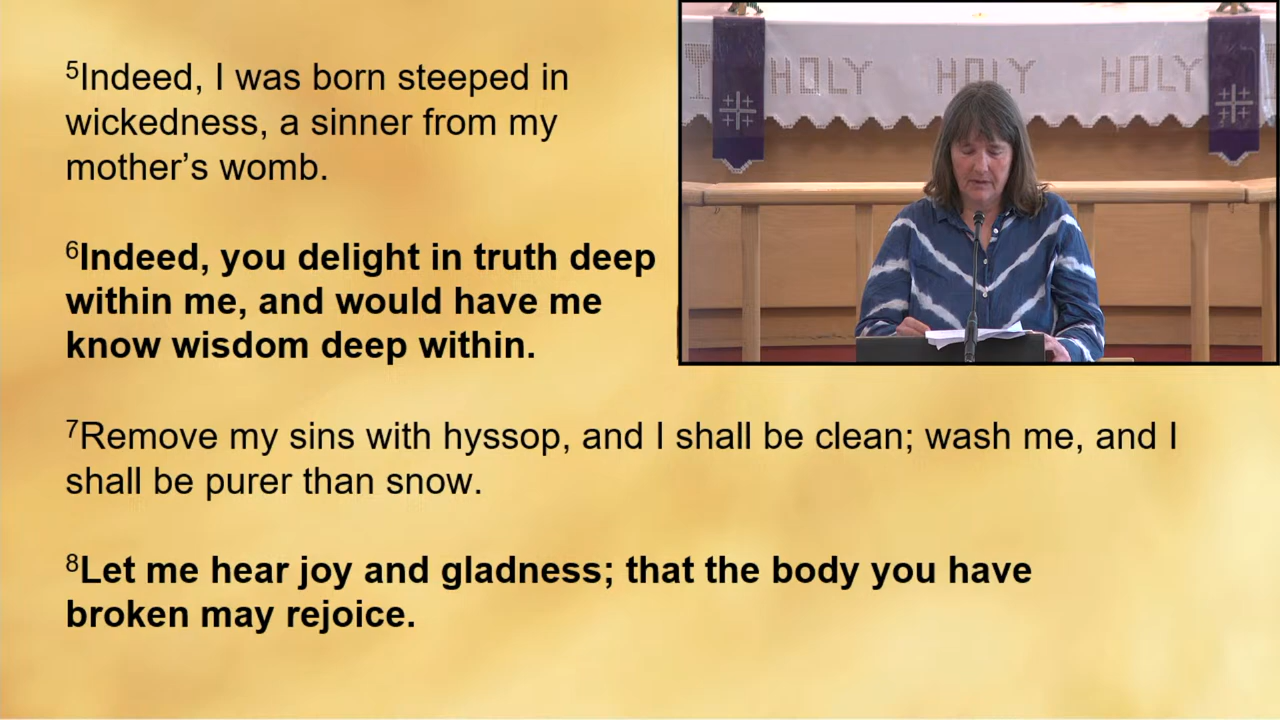 ⁵Indeed, I was born steeped in
wickedness, a sinner from my
mother’s womb.
⁶Indeed, you delight in truth deep
within me, and would have me
know wisdom deep within.
⁷Remove my sins with hyssop, and I shall be clean; wash me, and I
shall be purer than snow.
⁸Let me hear joy and gladness; that the body you have
broken may rejoice.
HOLY HOLY HOLY